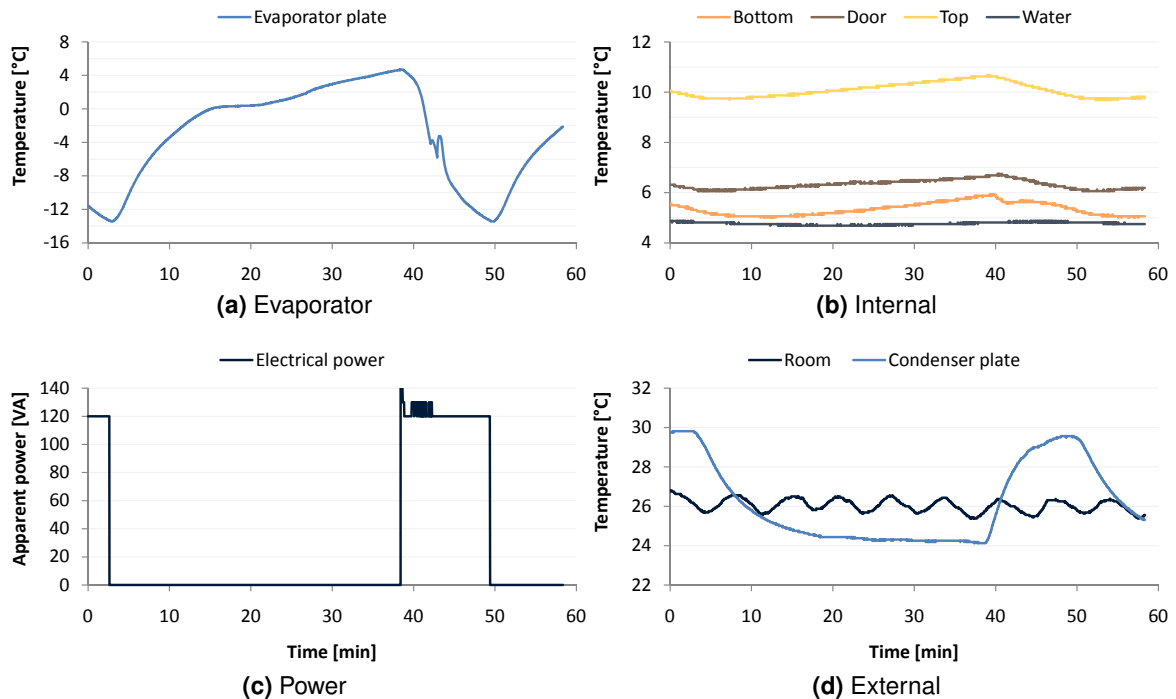 Evaporator plate
Temperature [°C]
8
4
0
-4
-8
-12
-16
0 10 20 30 40 50 60
(a) Evaporator
Bottom Door Top Water
Temperature [°C]
12
10
8
6
4
0 10 20 30 40 50 60
(b) Internal
Electrical power
Apparent power [VA]
140
120
100
80
60
40
20
0
0 10 20 30 40 50 60
Time [min]
(c) Power
Room Condenser plate
Temperature [°C]
32
30
28
26
24
22
0 10 20 30 40 50 60
Time [min]
(d) External